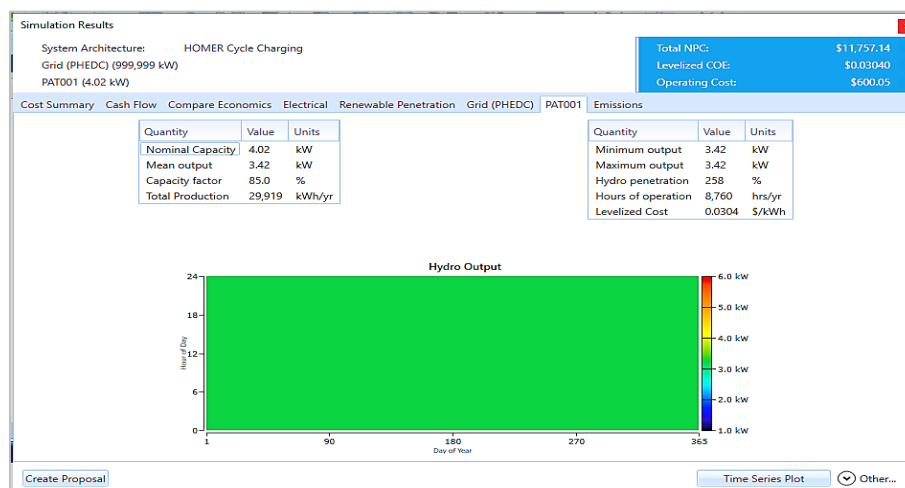 Simulation Results
System Architecture: HOMER Cycle Charging
Grid (PHEDC) (999,999 kW)
PAT001 (4.02 kW)
Total NPC: $11,757.14
Levelized COE: $0.03040
Operating Cost: $600.05
Cost Summary Cash Flow Compare Economics Electrical Renewable Penetration Grid (PHEDC) PAT001 Emissions
Quantity Value Units
Nominal Capacity 4.02 kW
Mean output 3.42 kW
Capacity factor 85.0 %
Total Production 29,919 kWh/yr
Quantity Value Units
Minimum output 3.42 kW
Maximum output 3.42 kW
Hydro penetration 258 %
Hours of operation 8,760 hrs/yr
Levelized Cost 0.0304 $/kWh
Hydro Output
Hour of Day
24
18
12
6
0
1 90 180 270 365
Day of Year
6.0 kW
5.0 kW
4.0 kW
3.0 kW
2.0 kW
1.0 kW
Create Proposal
Time Series Plot
Other...